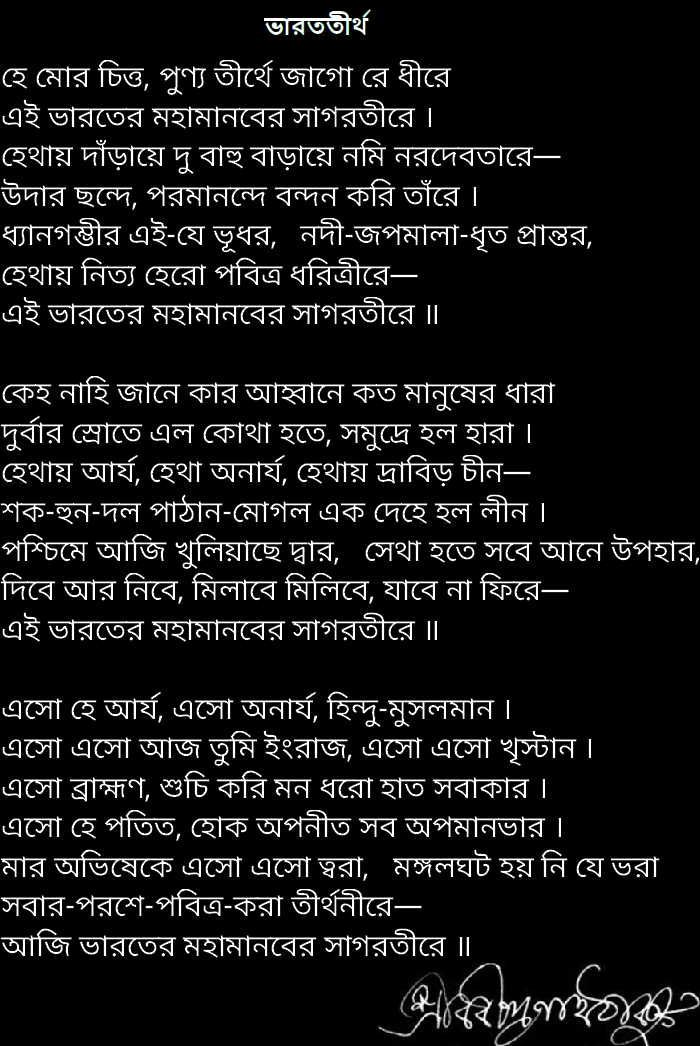 ভারততীর্থ
হে মোর চিত্ত, পুণ্য তীর্থে জাগো রে ধীরে
এই ভারতের মহামানবের সাগরতীরে ।
হেথায় দাঁড়ায়ে দু বাহু বাড়ায়ে নমি নরদেবতারে—
উদার ছন্দে, পরমানন্দে বন্দন করি তাঁরে ।
ধ্যানগম্ভীর এই-যে ভূধর, নদী-জপমালা-ধৃত প্রান্তর,
হেথায় নিত্য হেরো পবিত্র ধরিত্রীরে—
এই ভারতের মহামানবের সাগরতীরে ॥
কেহ নাহি জানে কার আহ্বানে কত মানুষের ধারা
দুর্বার স্রোতে এল কোথা হতে, সমুদ্রে হল হারা ।
হেথায় আর্য, হেথা অনার্য, হেথায় দ্রাবিড় চীন—
শক-হুন-দল পাঠান-মোগল এক দেহে হল লীন ।
পশ্চিমে আজি খুলিয়াছে দ্বার, সেথা হতে সবে আনে উপহার,
দিবে আর নিবে, মিলাবে মিলিবে, যাবে না ফিরে—
এই ভারতের মহামানবের সাগরতীরে ॥
এসো হে আর্য, এসো অনার্য, হিন্দু-মুসলমান ।
এসো এসো আজ তুমি ইংরাজ, এসো এসো খৃস্টান ।
এসো ব্রাহ্মণ, শুচি করি মন ধরো হাত সবাকার ।
এসো হে পতিত, হোক অপনীত সব অপমানভার ।
মার অভিষেকে এসো এসো ত্বরা, মঙ্গলঘট হয় নি যে ভরা
সবার-পরশে-পবিত্র-করা তীর্থনীরে—
আজি ভারতের মহামানবের সাগরতীরে ॥
শ্রীরবীন্দ্রনাথ ঠাকুর